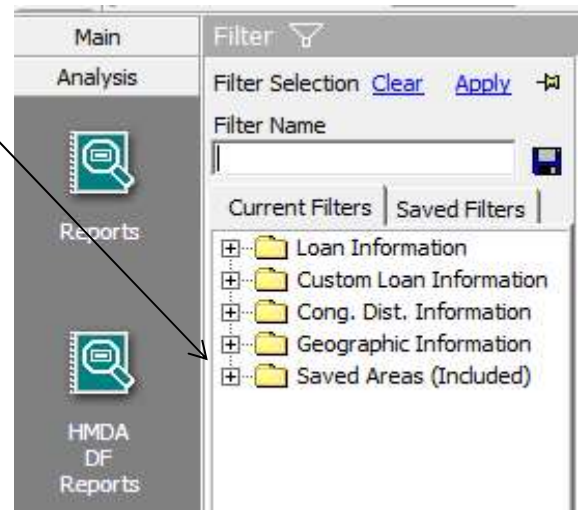 Main
Analysis
Reports
HMDA
DF
Reports
Filter
Filter Selection Clear Apply
Filter Name
Current Filters Saved Filters
Loan Information
Custom Loan Information
Cong. Dist. Information
Geographic Information
Saved Areas (Included)